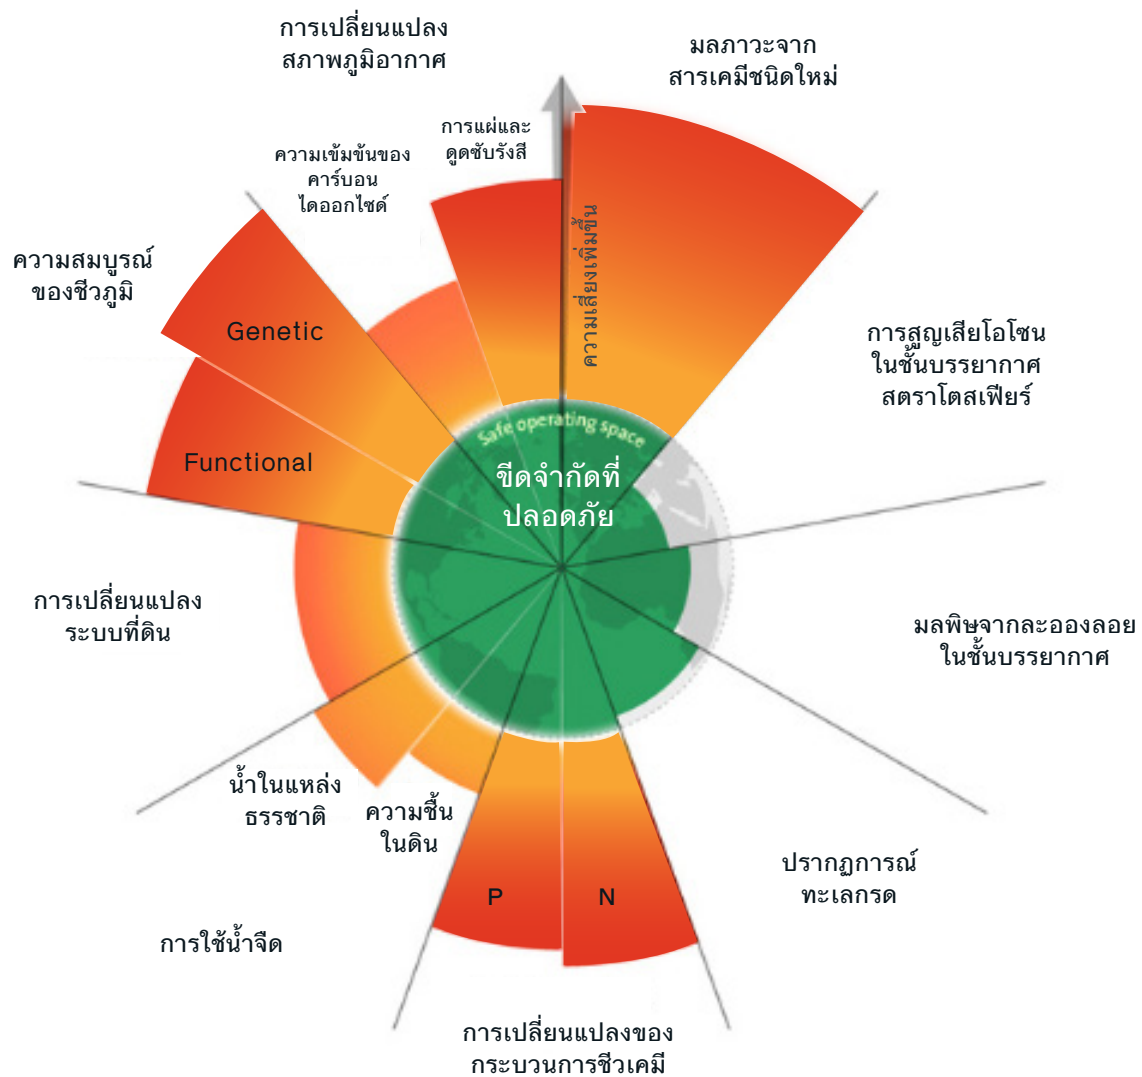 การเปลี่ยนแปลง
สภาพภูมิอากาศ
มลภาวะจาก
สารเคมีชนิดใหม่
การแผ่และ
ดูดซับรังสี
ความเข้มข้นของ
คาร์บอน
ไดออกไซด์
ความเสี่ยงเพิ่มขึ้น
ความสมบูรณ์
ของชีวภูมิ
Genetic
Functional
การสูญเสียโอโซน
ในชั้นบรรยากาศ
สตราโตสเฟียร์
Safe operating space
ขีดจำกัดที่
ปลอดภัย
การเปลี่ยนแปลง
ระบบที่ดิน
มลพิษจากละอองลอย
ในชั้นบรรยากาศ
น้ำในแหล่ง
ธรรชาติ
ความชื้น
ในดิน
P
N
ปรากฏการณ์
ทะเลกรด
การใช้น้ำจืด
การเปลี่ยนแปลงของ
กระบวนการชีวเคมี